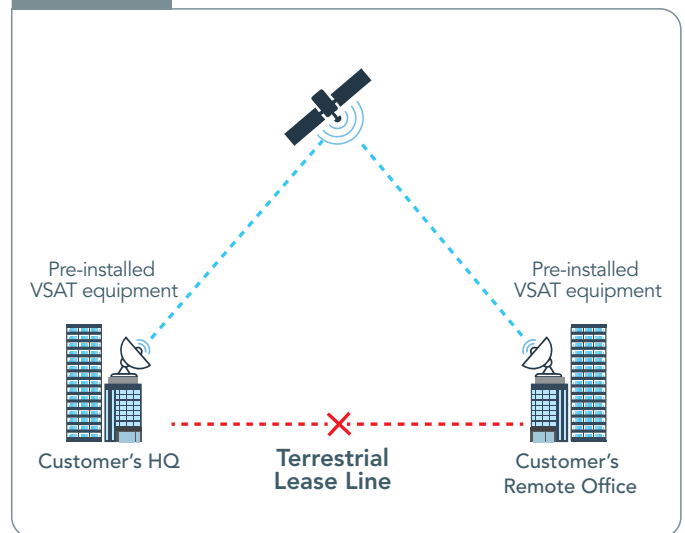 Pre-installed
VSAT equipment
Pre-installed
VSAT equipment
Customer's HQ
Terrestrial
Lease Line
Customer's
Remote Office